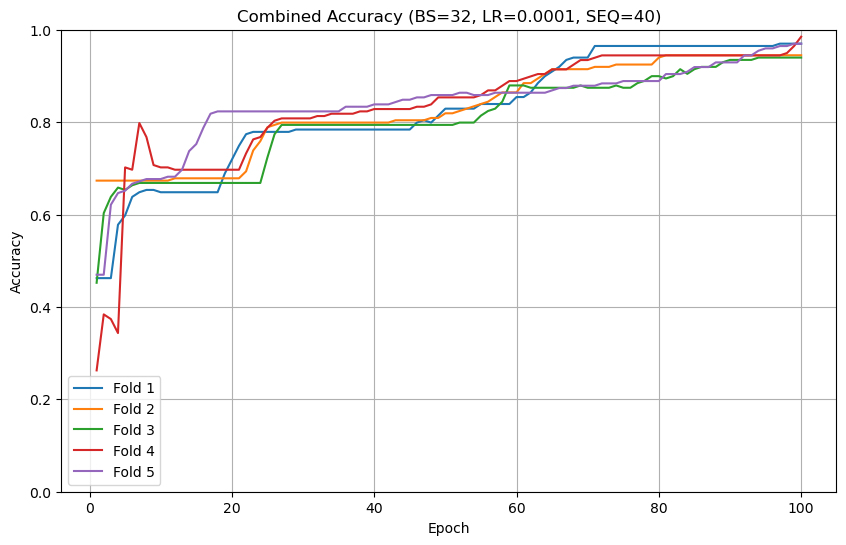 Combined Accuracy (BS=32, LR=0.0001, SEQ=40)
1.0
0.8
0.6
0.4
0.2
0.0
Accuracy
Fold 1
Fold 2
Fold 3
Fold 4
Fold 5
0 20 40 60 80 100
Epoch